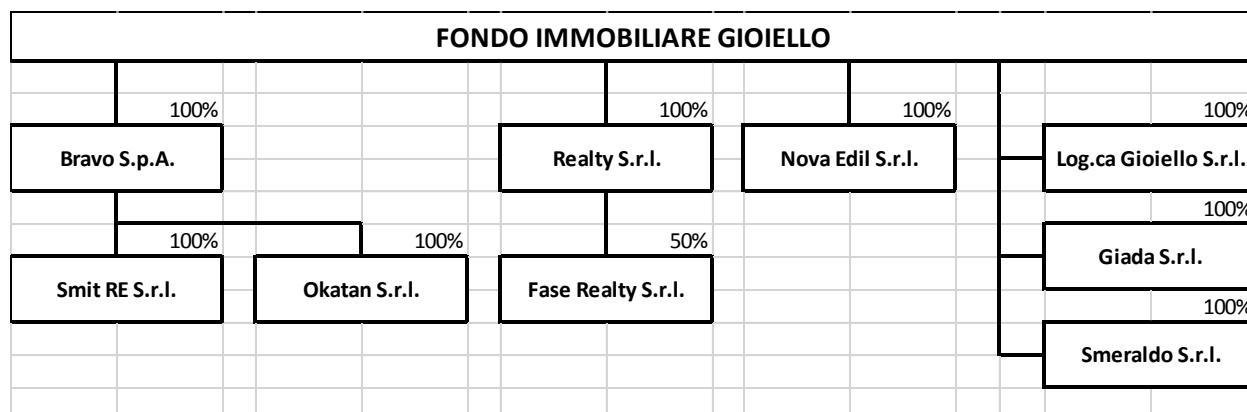 FONDO IMMOBILIARE GIOIELLO
100%
100%
100%
100%
Bravo S.p.A.
Realty S.r.l.
Nova Edil S.r.l.
Log.ca Gioiello S.r.l.
100%
100%
100%
50%
Smit RE S.r.l.
Okatan S.r.l.
Fase Realty S.r.l.
Giada S.r.l.
100%
Smeraldo S.r.l.